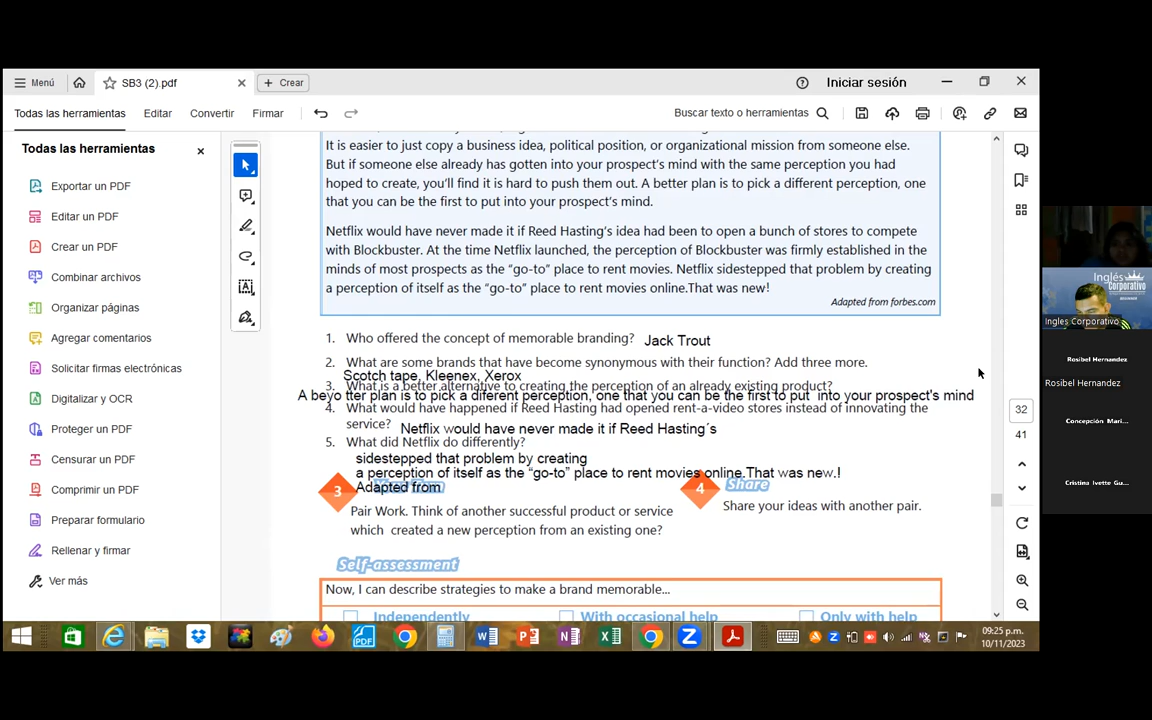 Menú
SB3 (2).pdf
Crear
Iniciar sesión
Todas las herramientas
Editar
Convertir
Firmar
Buscar texto o herramientas
Todas las herramientas
Exportar un PDF
Editar un PDF
Crear un PDF
Combinar archivos
Organizar páginas
Agregar comentarios
Solicitar firmas electrónicas
Digitalizar y OCR
Proteger un PDF
Censurar un PDF
Comprimir un PDF
Preparar formulario
Rellenar y firmar
Ver más
It is easier to just copy a business idea, political position, or organizational mission from someone else.
But if someone else already has gotten into your prospect's mind with the same perception you had
hoped to create, you'll find it is hard to push them out. A better plan is to pick a different perception, one
that you can be the first to put into your prospect's mind.
Netflix would have never made it if Reed Hasting's idea had been to open a bunch of stores to compete
with Blockbuster. At the time Netflix launched, the perception of Blockbuster was firmly established in the
minds of most prospects as the "go-to" place to rent movies. Netflix sidestepped that problem by creating
a perception of itself as the "go-to" place to rent movies online.That was new!
Adapted from forbes.com
1. Who offered the concept of memorable branding? Jack Trout
2. What are some brands that have become synonymous with their function? Add three more.
Scotch tape, Kleenex, Xerox
3. What is a better alternative to creating the perception of an already existing product?
A beyo tter plan is to pick a diferent perception, one that you can be the first to put into your prospect's mind
4. What would have happened if Reed Hasting had opened rent-a-video stores instead of innovating the
service? Netflix would have never made it if Reed Hasting´s
5. What did Netflix do differently?
sidestepped that problem by creating
a perception of itself as the "go-to" place to rent movies online.That was new.!
Adapted from
3
Pair Work. Think of another successful product or service
which created a new perception from an existing one?
4 Share
Share your ideas with another pair.
Self-assessment
Now, I can describe strategies to make a brand memorable...
Independently
With occasional help
Only with help
32
41
Inglés
Corporativo
Ingles Corporativo
Rosibel Hernandez
Rosibel Hernandez
Concepción Mari...
Cristina Ivette Gu...
09:25 p.m.
10/11/2023